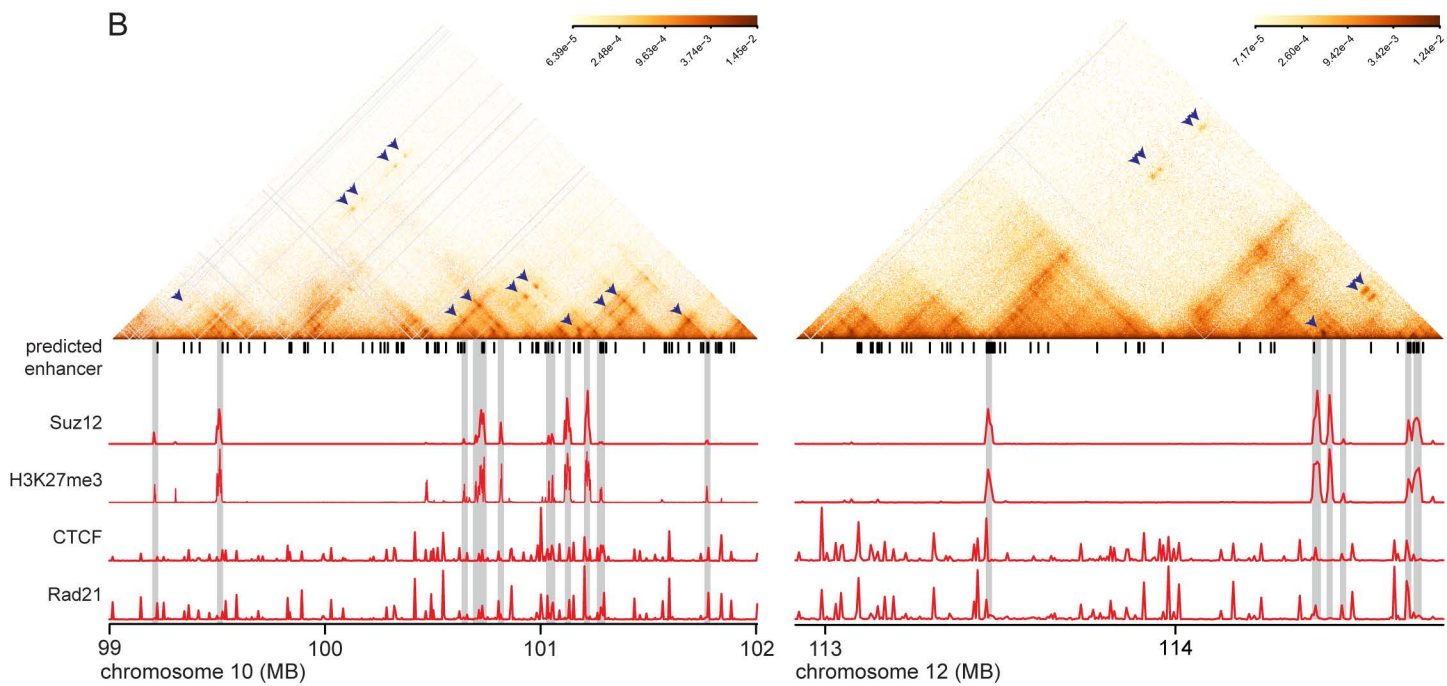 B
6.39e−5 2.48e−4 9.63e−4 3.74e−3 1.45e−2
7.17e−5 2.60e−4 9.42e−4 3.42e−3 1.24e−2
predicted
enhancer
Suz12
H3K27me3
CTCF
Rad21
99 100 101 102
chromosome 10 (MB)
113 114
chromosome 12 (MB)